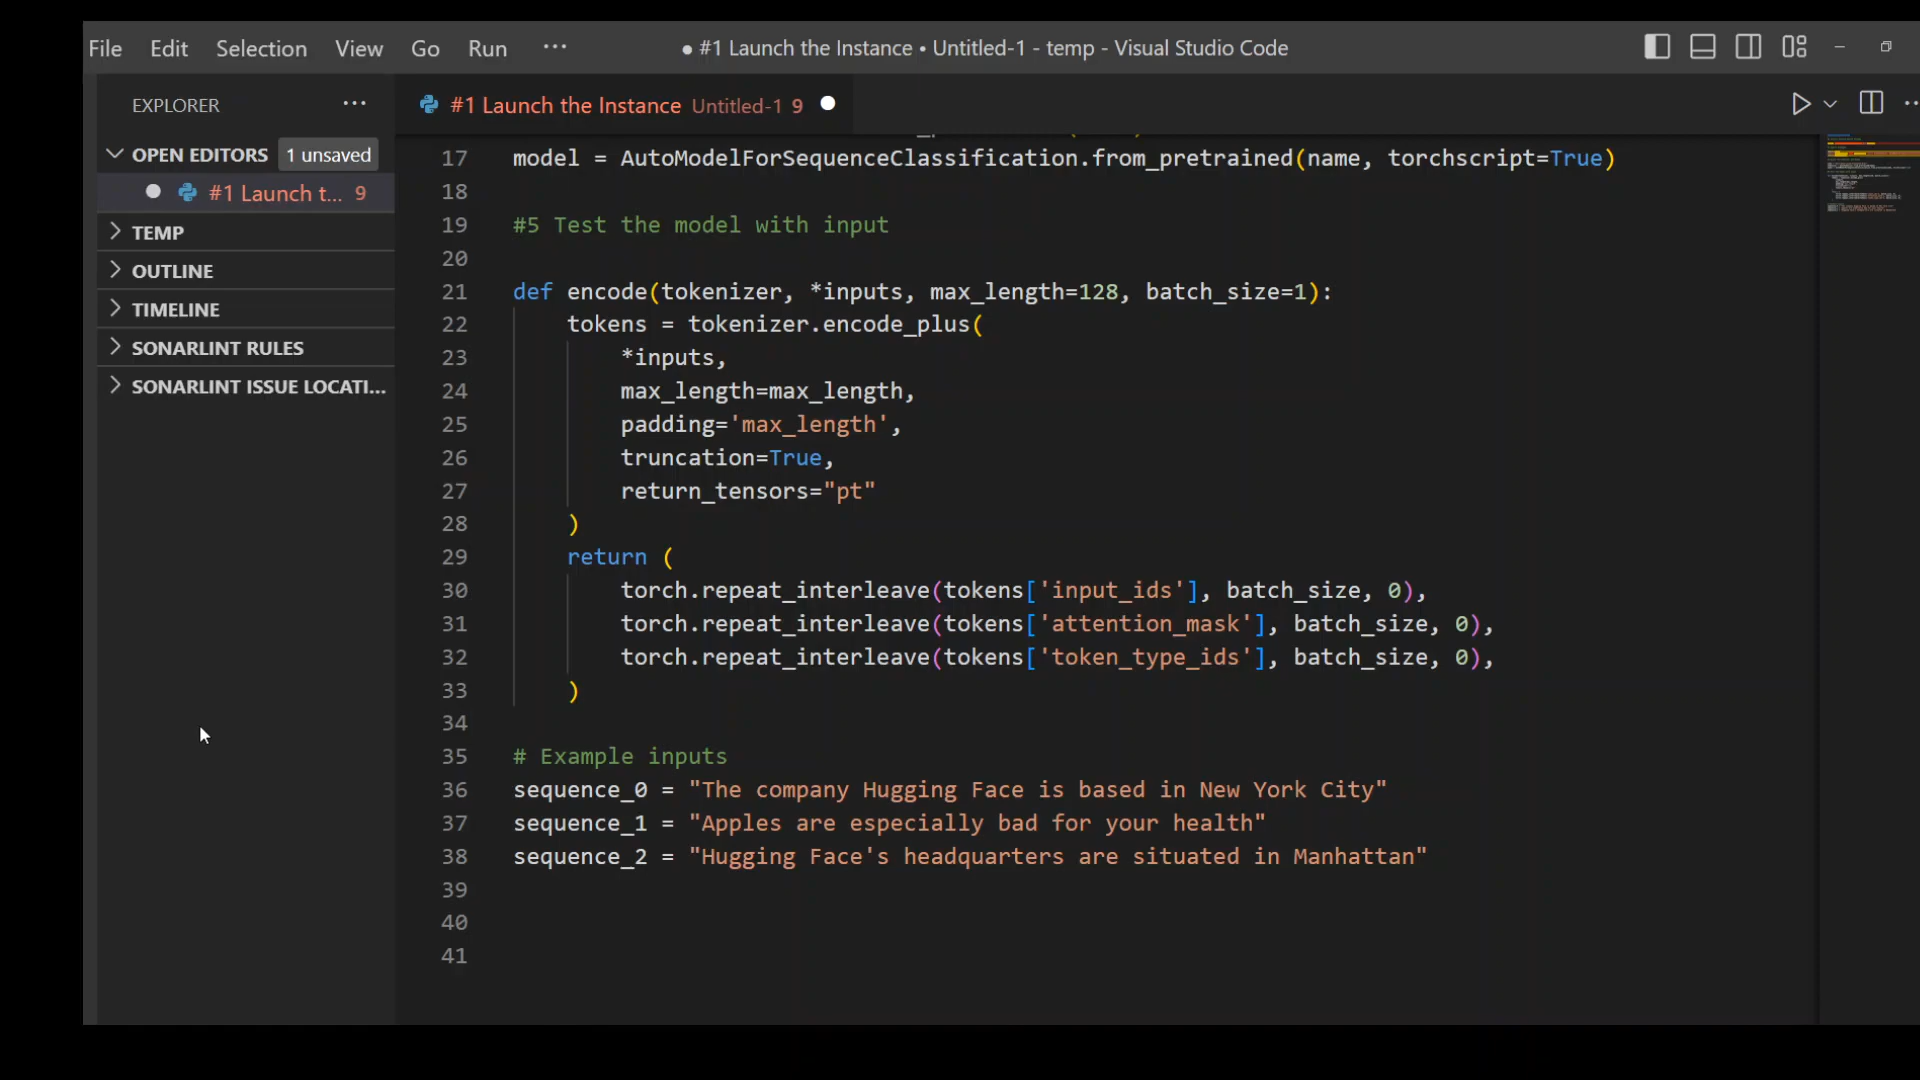 File Edit Selection View Go Run ···
● #1 Launch the Instance • Untitled-1 - temp - Visual Studio Code
EXPLORER
OPEN EDITORS 1 unsaved
#1 Launch t... 9
TEMP
OUTLINE
TIMELINE
SONARLINT RULES
SONARLINT ISSUE LOCATI...
#1 Launch the Instance Untitled-1 9
17 model = AutoModelForSequenceClassification.from_pretrained(name, torchscript=True)
18
19 #5 Test the model with input
20
21 def encode(tokenizer, *inputs, max_length=128, batch_size=1):
22     tokens = tokenizer.encode_plus(
23         *inputs,
24         max_length=max_length,
25         padding='max_length',
26         truncation=True,
27         return_tensors="pt"
28     )
29     return (
30         torch.repeat_interleave(tokens['input_ids'], batch_size, 0),
31         torch.repeat_interleave(tokens['attention_mask'], batch_size, 0),
32         torch.repeat_interleave(tokens['token_type_ids'], batch_size, 0),
33     )
34
35 # Example inputs
36 sequence_0 = "The company Hugging Face is based in New York City"
37 sequence_1 = "Apples are especially bad for your health"
38 sequence_2 = "Hugging Face's headquarters are situated in Manhattan"
39
40
41